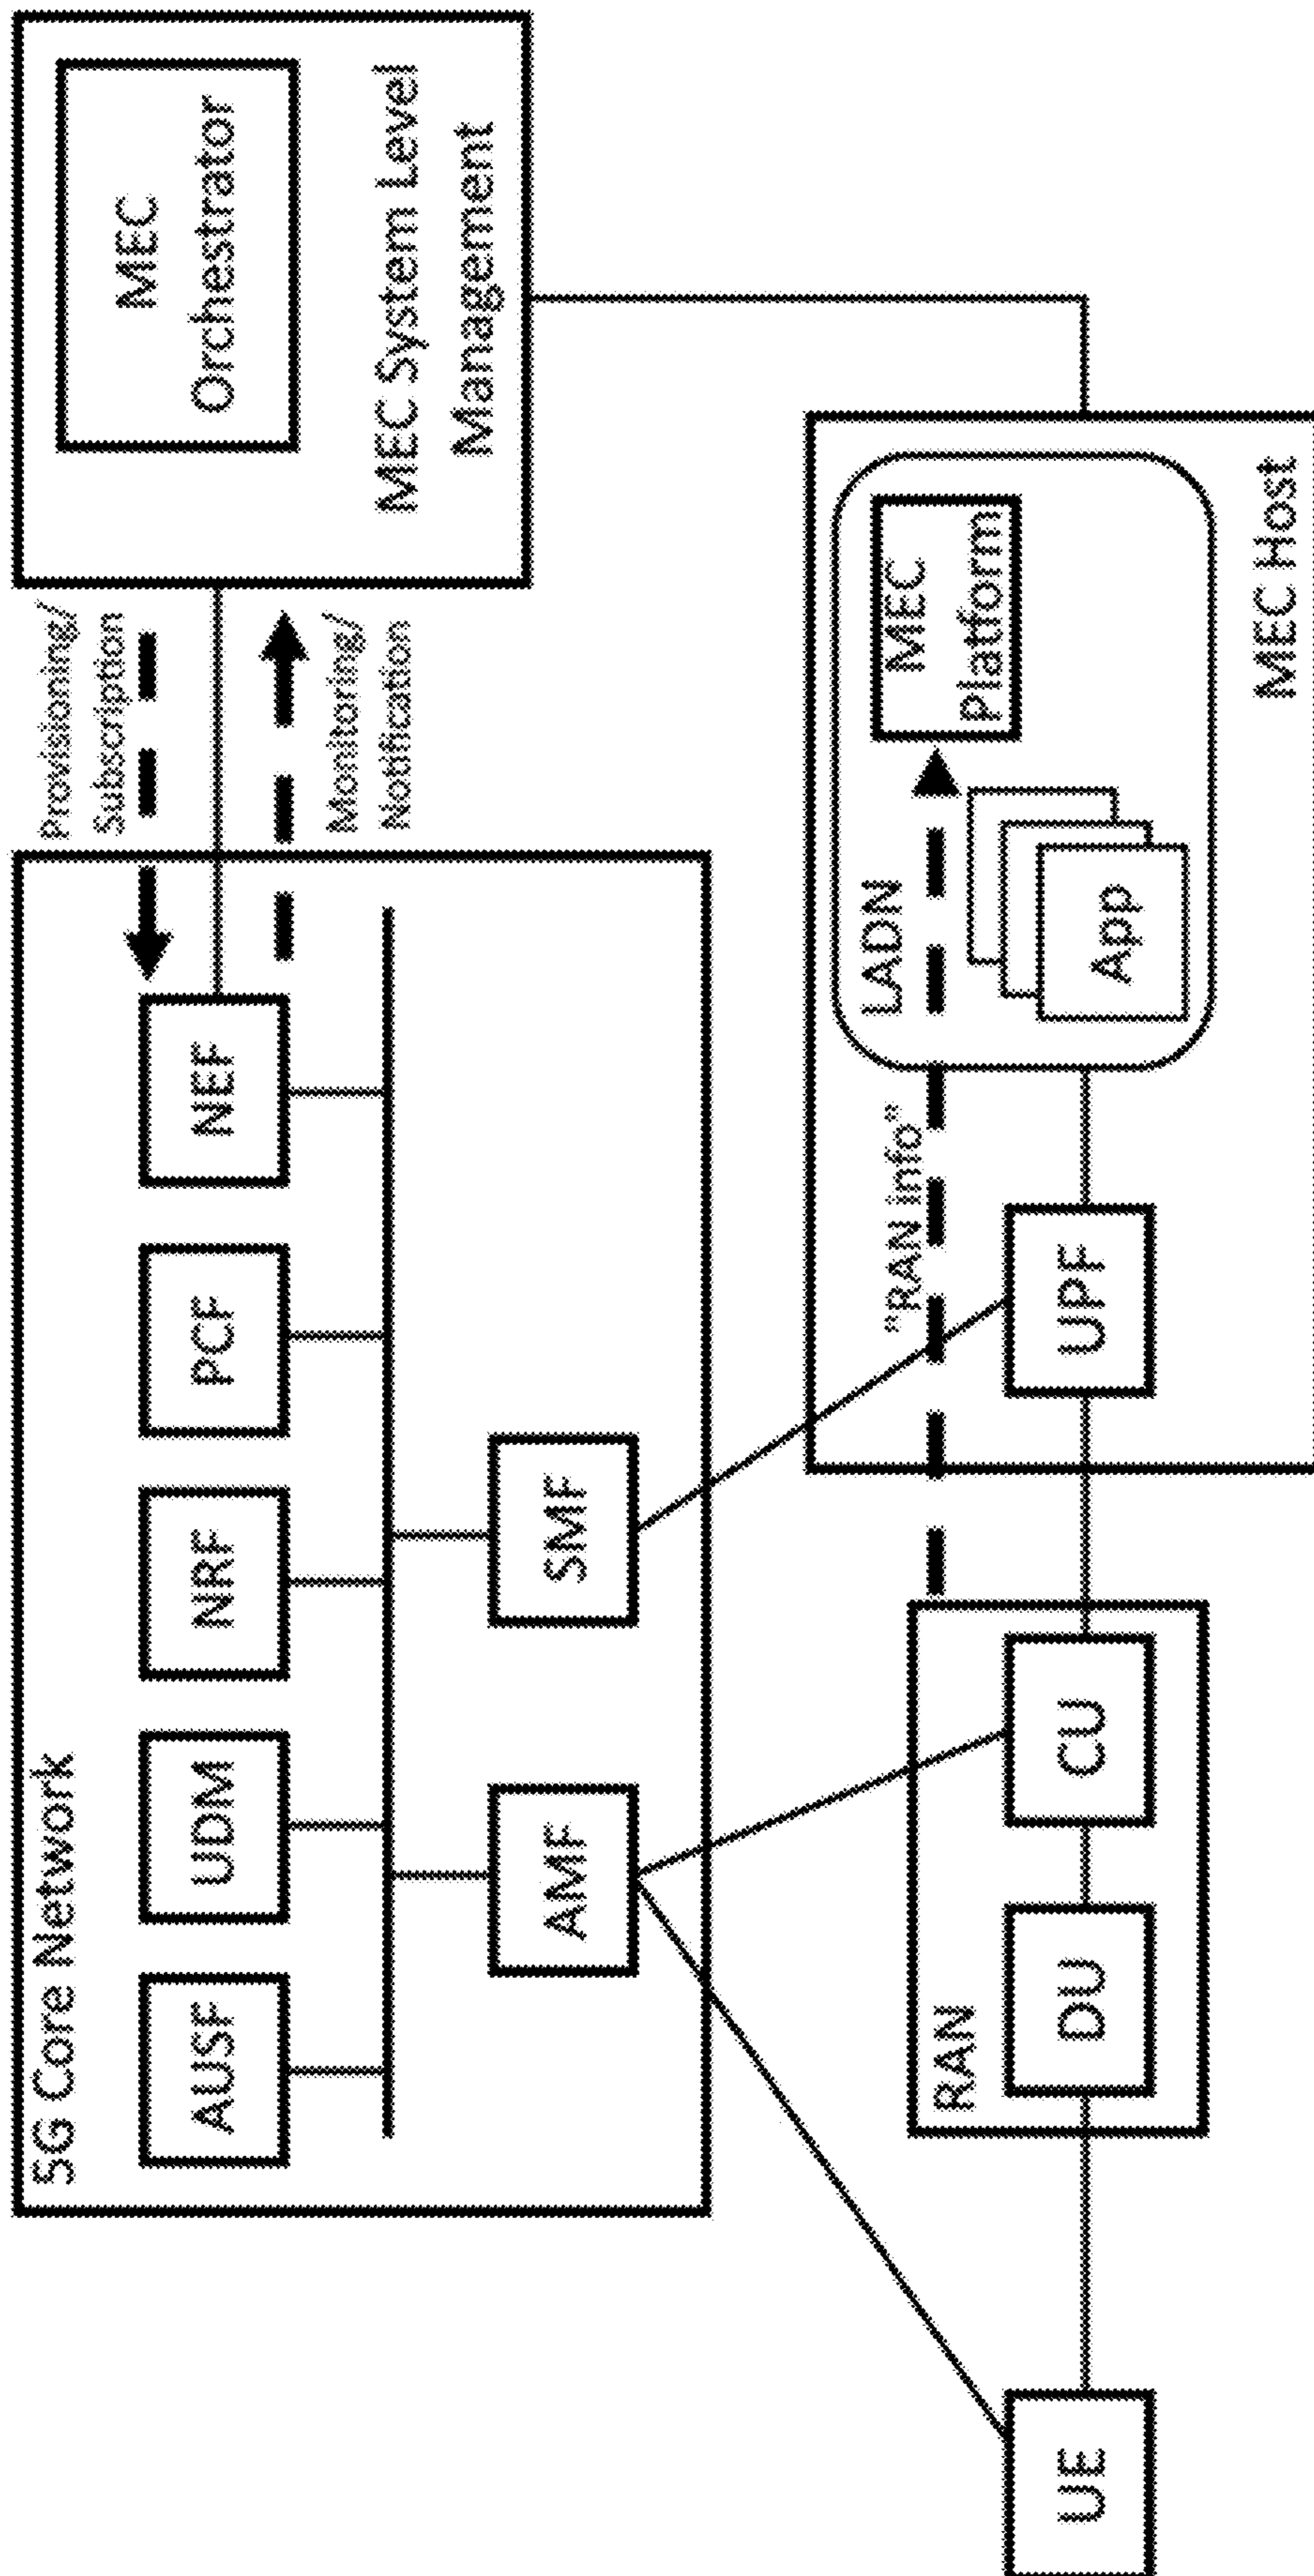 5G Core Network
AUSF
UDM
NRF
PCF
NEF
Provisioning/
Subscription
Monitoring/
Notification
MEC
Orchestrator
MEC System Level
Management
AMF
SMF
UE
RAN
DU
CU
"RAN info"
UPF
LADN
App
MEC
Platform
MEC Host